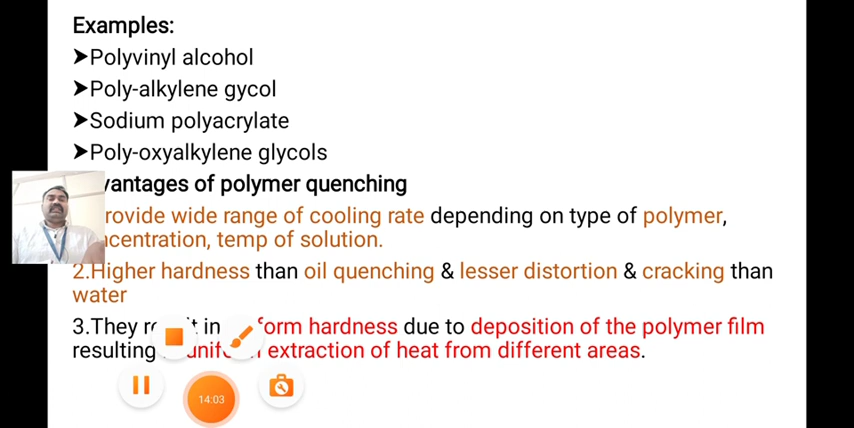 Examples:
➤Polyvinyl alcohol
➤Poly-alkylene gycol
➤Sodium polyacrylate
➤Poly-oxyalkylene glycols
vantages of polymer quenching
rovide wide range of cooling rate depending on type of polymer,
ncentration, temp of solution.
2.Higher hardness than oil quenching & lesser distortion & cracking than
water
3.They in form hardness due to deposition of the polymer film
resulting extraction of heat from different areas.
14:03